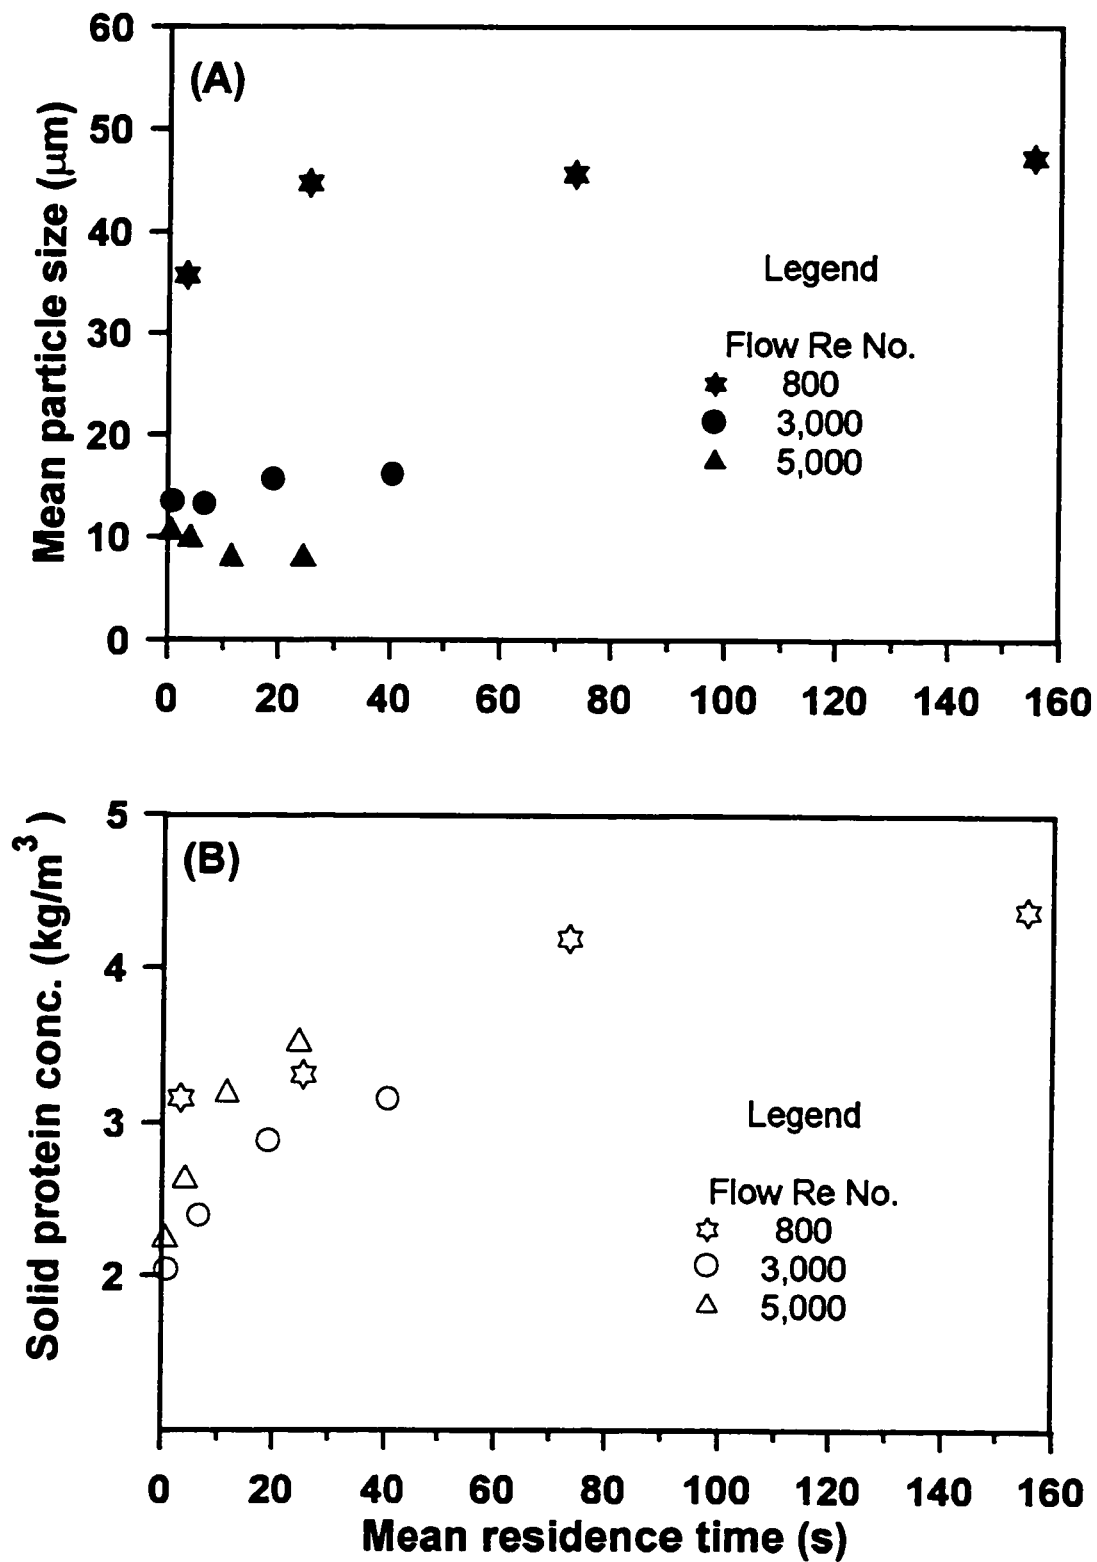 (A)
Mean particle size (μm)
60
50
40
30
20
10
0
Legend
Flow Re No.
800
3,000
5,000
0 20 40 60 80 100 120 140 160
(B)
Solid protein conc. (kg/m³)
5
4
3
2
Legend
Flow Re No.
800
3,000
5,000
0 20 40 60 80 100 120 140 160
Mean residence time (s)